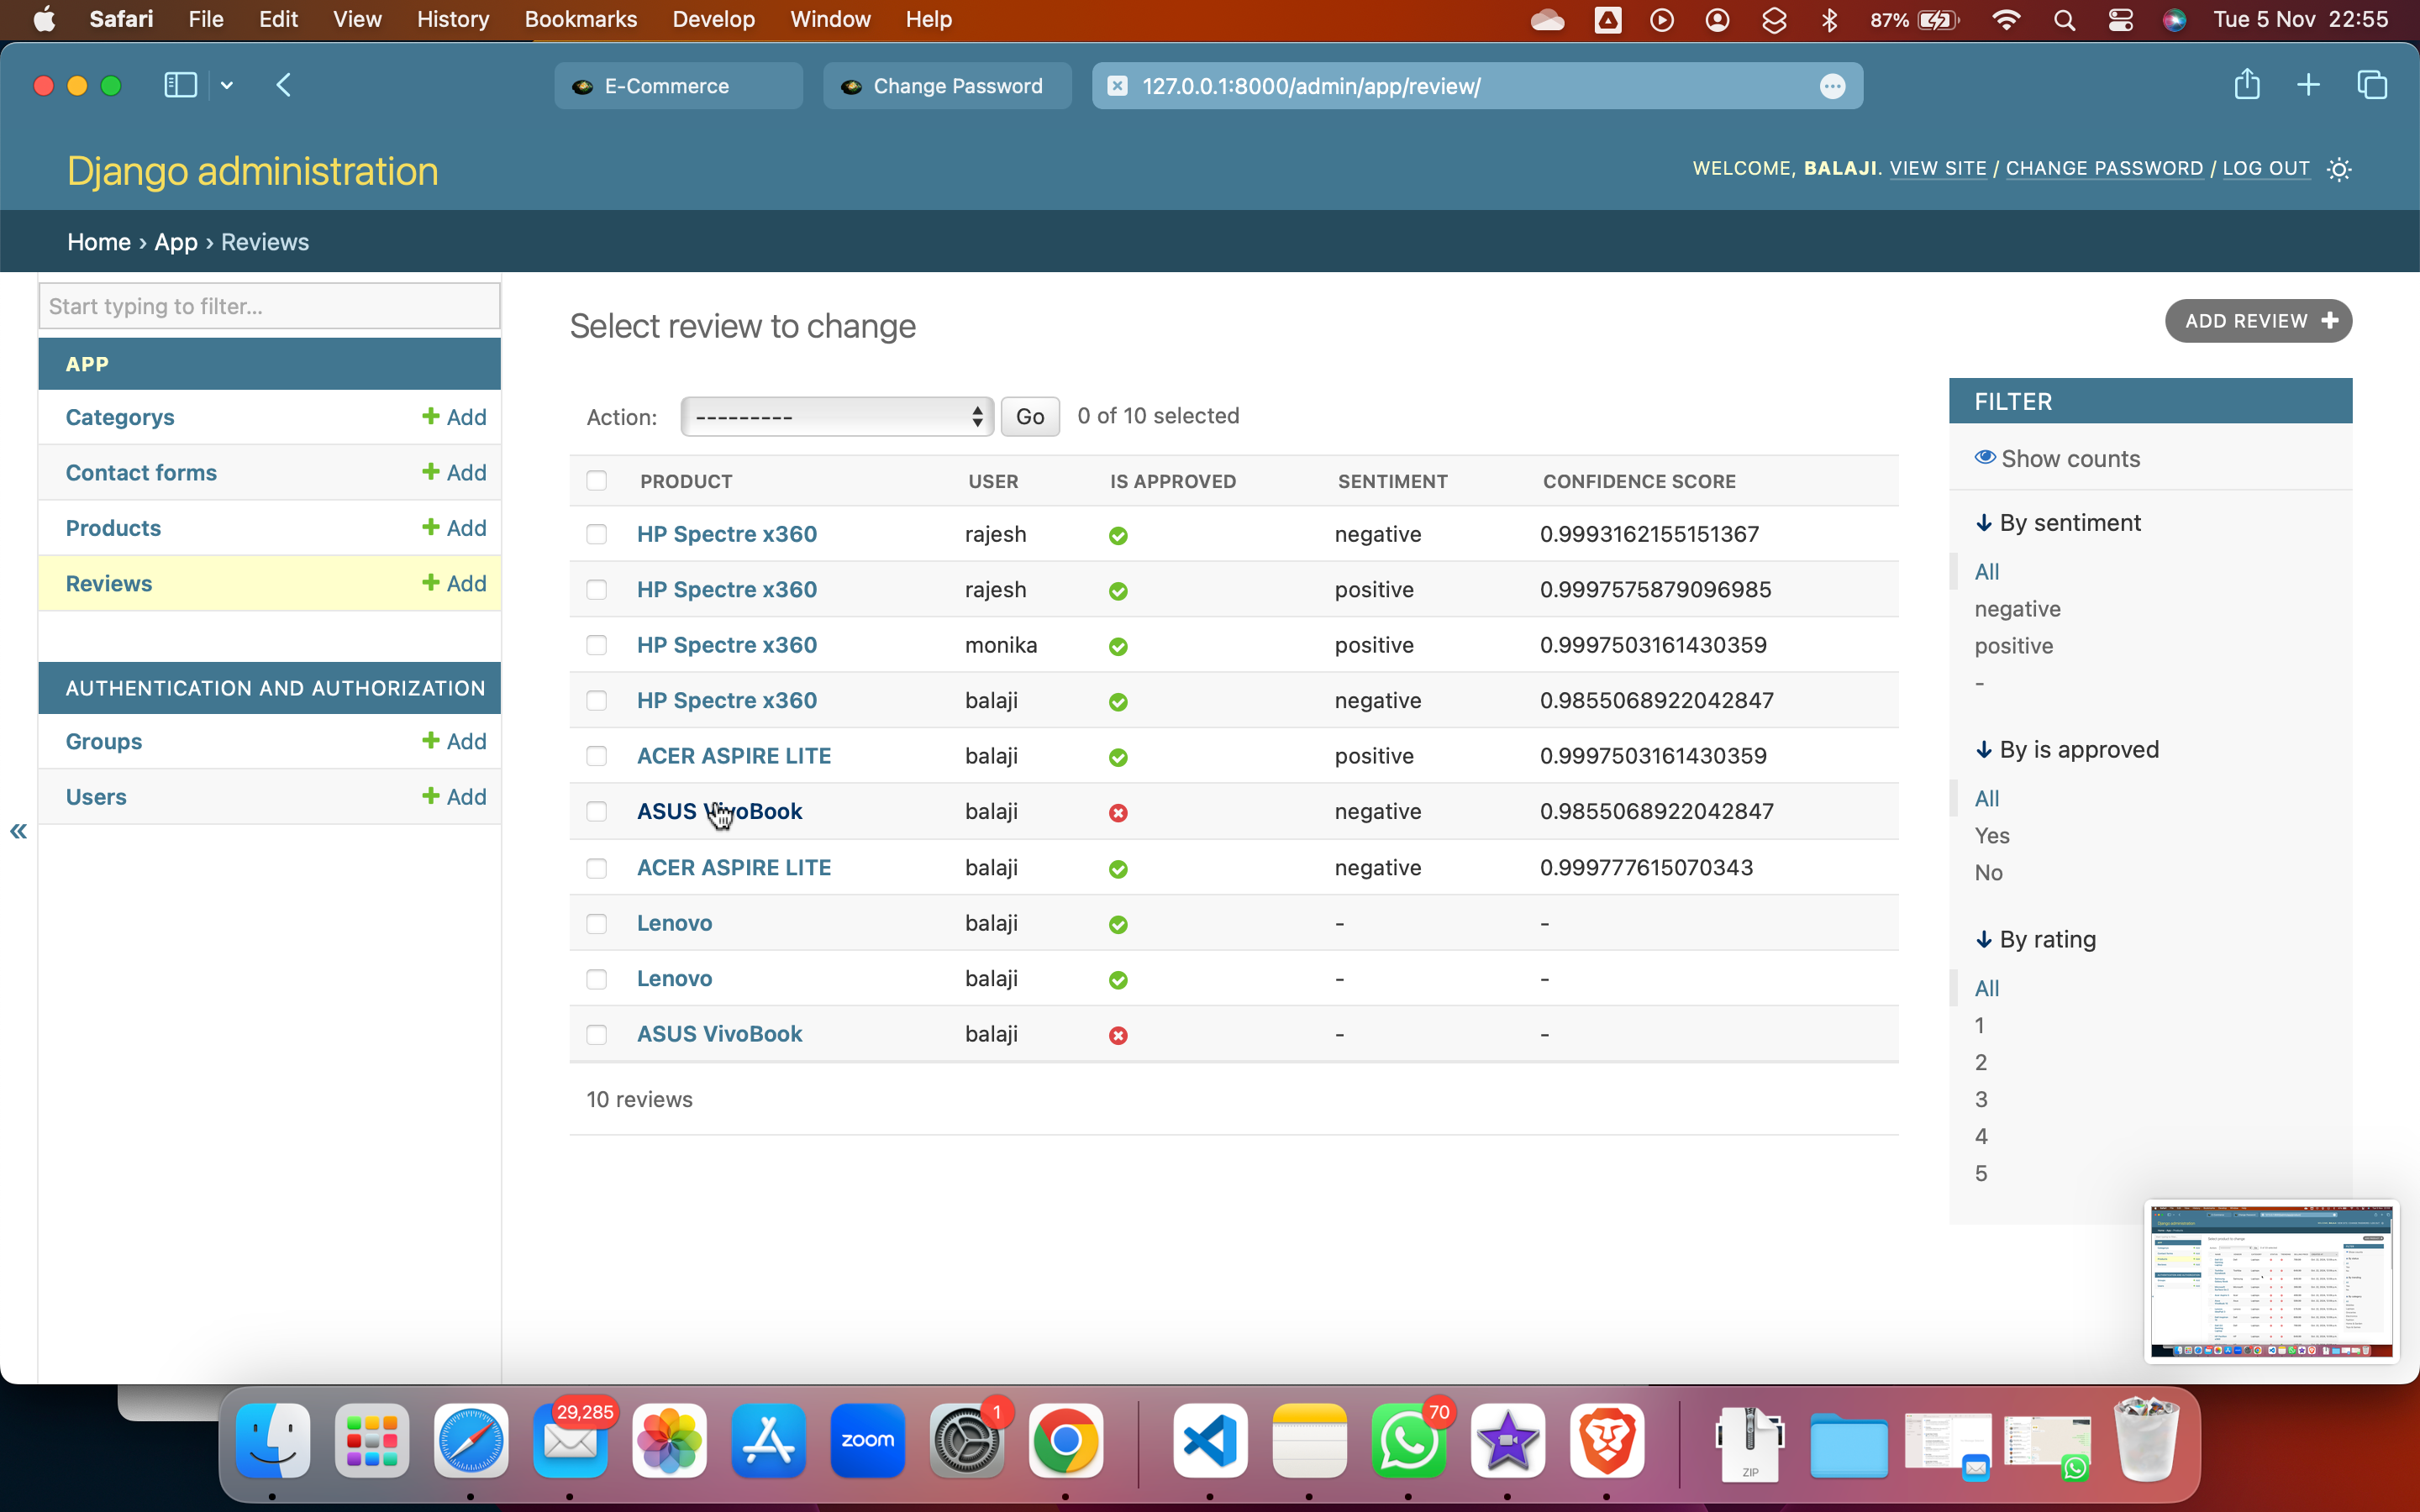 Safari File Edit View History Bookmarks Develop Window Help 87% Tue 5 Nov 22:55
E-Commerce Change Password 127.0.0.1:8000/admin/app/review/
Django administration
WELCOME, BALAJI. VIEW SITE / CHANGE PASSWORD / LOG OUT
Home › App › Reviews
Start typing to filter...
APP
Categorys + Add
Contact forms + Add
Products + Add
Reviews + Add
AUTHENTICATION AND AUTHORIZATION
Groups + Add
Users + Add
«
Select review to change
ADD REVIEW +
Action: --------- Go 0 of 10 selected
PRODUCT USER IS APPROVED SENTIMENT CONFIDENCE SCORE
HP Spectre x360 rajesh negative 0.9993162155151367
HP Spectre x360 rajesh positive 0.9997575879096985
HP Spectre x360 monika positive 0.9997503161430359
HP Spectre x360 balaji negative 0.9855068922042847
ACER ASPIRE LITE balaji positive 0.9997503161430359
ASUS VivoBook balaji negative 0.9855068922042847
ACER ASPIRE LITE balaji negative 0.999777615070343
Lenovo balaji - -
Lenovo balaji - -
ASUS VivoBook balaji - -
10 reviews
FILTER
Show counts
↓ By sentiment
All
negative
positive
-
↓ By is approved
All
Yes
No
↓ By rating
All
1
2
3
4
5
29,285
zoom
1
70
ZIP